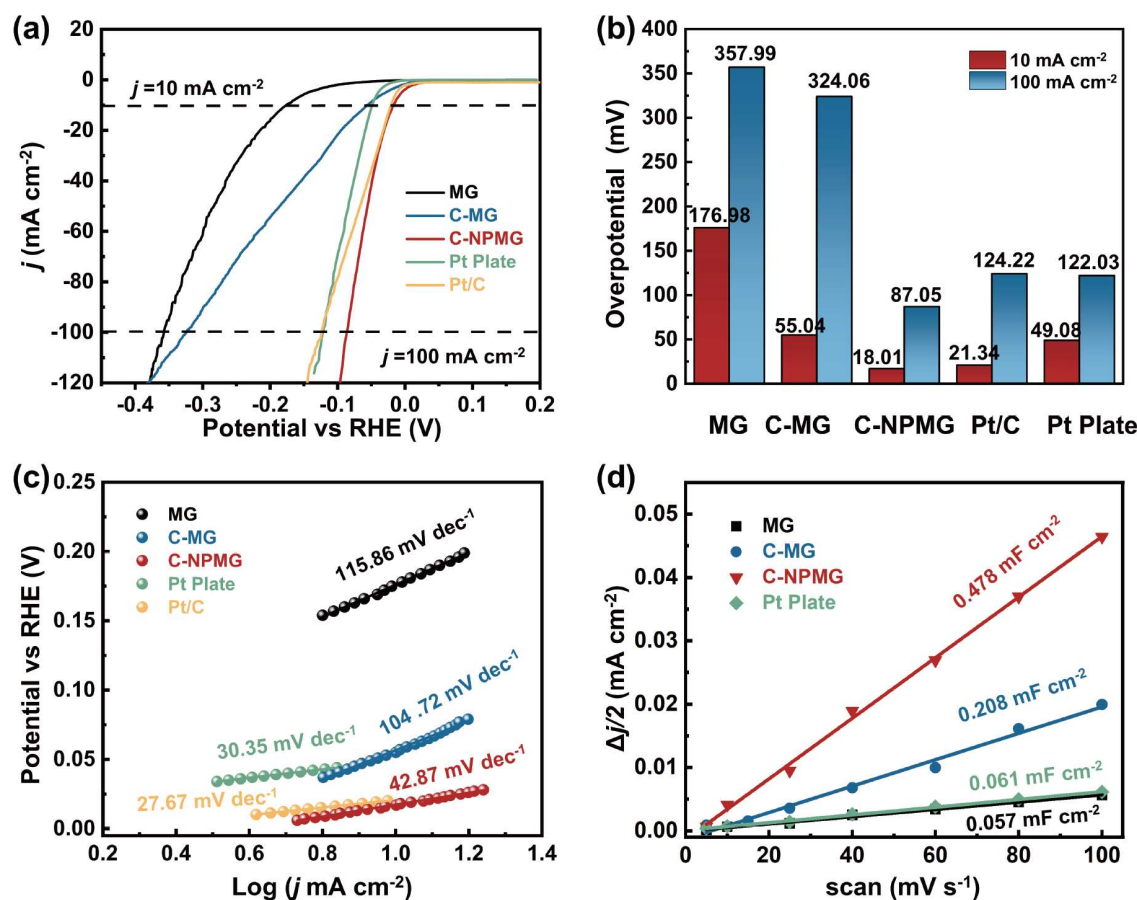 (a)
20
0
-20
-40
-60
-80
-100
-120
j (mA cm⁻²)
j =10 mA cm⁻²
MG
C-MG
C-NPMG
Pt Plate
Pt/C
j =100 mA cm⁻²
-0.4 -0.3 -0.2 -0.1 0.0 0.1 0.2
Potential vs RHE (V)
(b)
400
350
300
250
200
150
100
50
0
Overpotential (mV)
10 mA cm⁻²
100 mA cm⁻²
357.99
324.06
176.98
124.22
122.03
87.05
55.04
18.01
21.34
49.08
MG C-MG C-NPMG Pt/C Pt Plate
(c)
0.25
0.20
0.15
0.10
0.05
0.00
Potential vs RHE (V)
MG
C-MG
C-NPMG
Pt Plate
Pt/C
115.86 mV dec⁻¹
104 .72 mV dec⁻¹
30.35 mV dec⁻¹
42.87 mV dec⁻¹
27.67 mV dec⁻¹
0.2 0.4 0.6 0.8 1.0 1.2 1.4
Log (j mA cm⁻²)
(d)
0.05
0.04
0.03
0.02
0.01
0.00
Δj/2 (mA cm⁻²)
MG
C-MG
C-NPMG
Pt Plate
0.478 mF cm⁻²
0.208 mF cm⁻²
0.061 mF cm⁻²
0.057 mF cm⁻²
0 20 40 60 80 100
scan (mV s⁻¹)